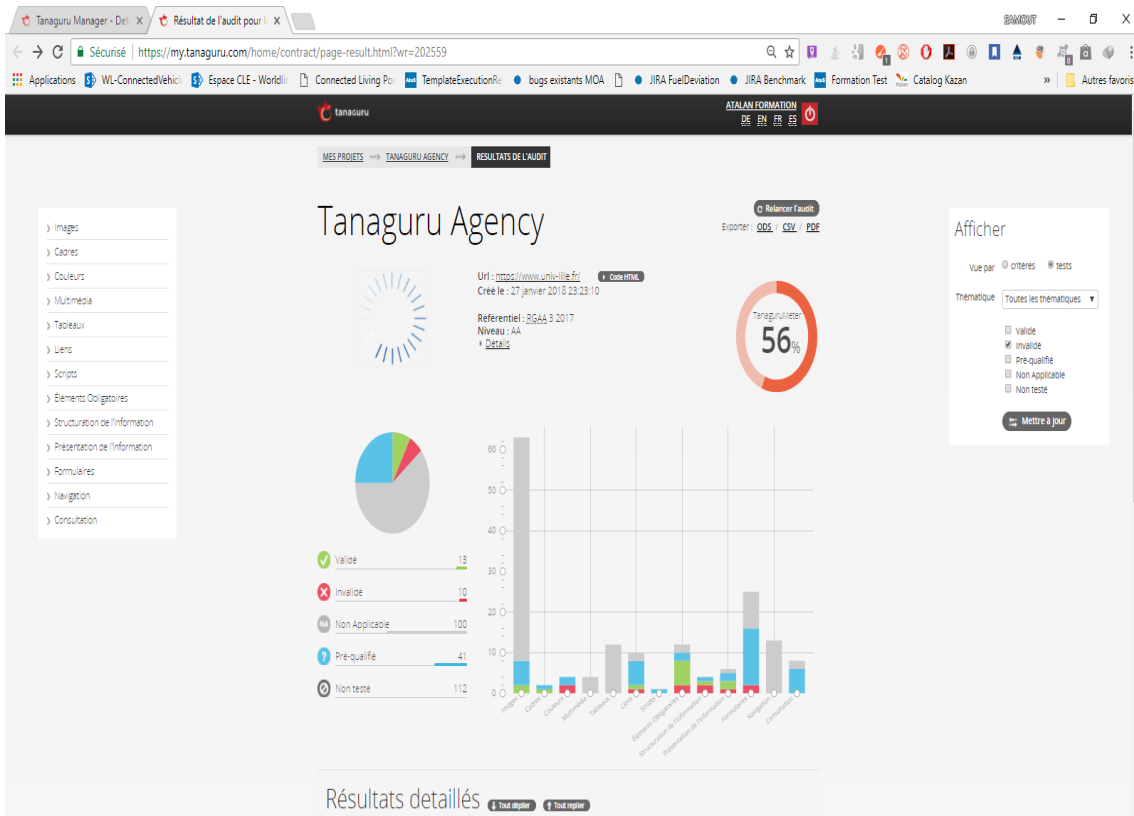 Tanaguru Manager - Det
Résultat de l'audit pour l
SAMOUT
Sécurisé | https://my.tanaguru.com/home/contract/page-result.html?wr=202559
Applications WL-ConnectedVehicle Espace CLE - Worldlin Connected Living Por TemplateExecutionRe bugs existants MOA JIRA FuelDeviation JIRA Benchmark Formation Test Catalog Kazan » Autres favoris
tanaguru
ATALAN FORMATION
DE EN FR ES
MES PROJETS TANAGURU AGENCY RESULTATS DE L'AUDIT
Images
Cadres
Couleurs
Multimédia
Tableaux
Liens
Scripts
Eléments Obligatoires
Structuration de l'information
Présentation de l'information
Formulaires
Navigation
Consultation
Tanaguru Agency
Relancer l'audit
Exporter : ODS / CSV / PDF
Url : https://www.univ-lille.fr/ Code HTML
Créé le : 27 janvier 2018 23:23:10
Référentiel : RGAA 3 2017
Niveau : AA
Détails
TanaguruMeter
56%
Afficher
Vue par critères tests
Thématique Toutes les thématiques
Validé
Invalidé
Pré-qualifié
Non Applicable
Non testé
Mettre à jour
Validé 13
Invalidé 10
NA Non Applicable 100
? Pré-qualifié 41
Non testé 112
60
50
40
30
20
10
0
Images
Cadres
Couleurs
Multimédia
Tableaux
Liens
Scripts
Eléments Obligatoires
Structuration de l'information
Présentation de l'information
Formulaires
Navigation
Consultation
Résultats detaillés Tout déplier Tout replier